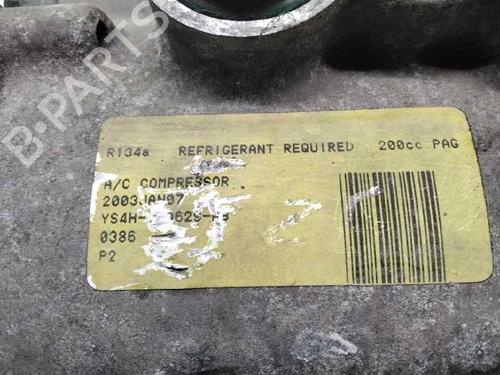 B-PARTS
R134a REFRIGERANT REQUIRED 200cc PAG
A/C COMPRESSOR
2003JAN07
0386
P2